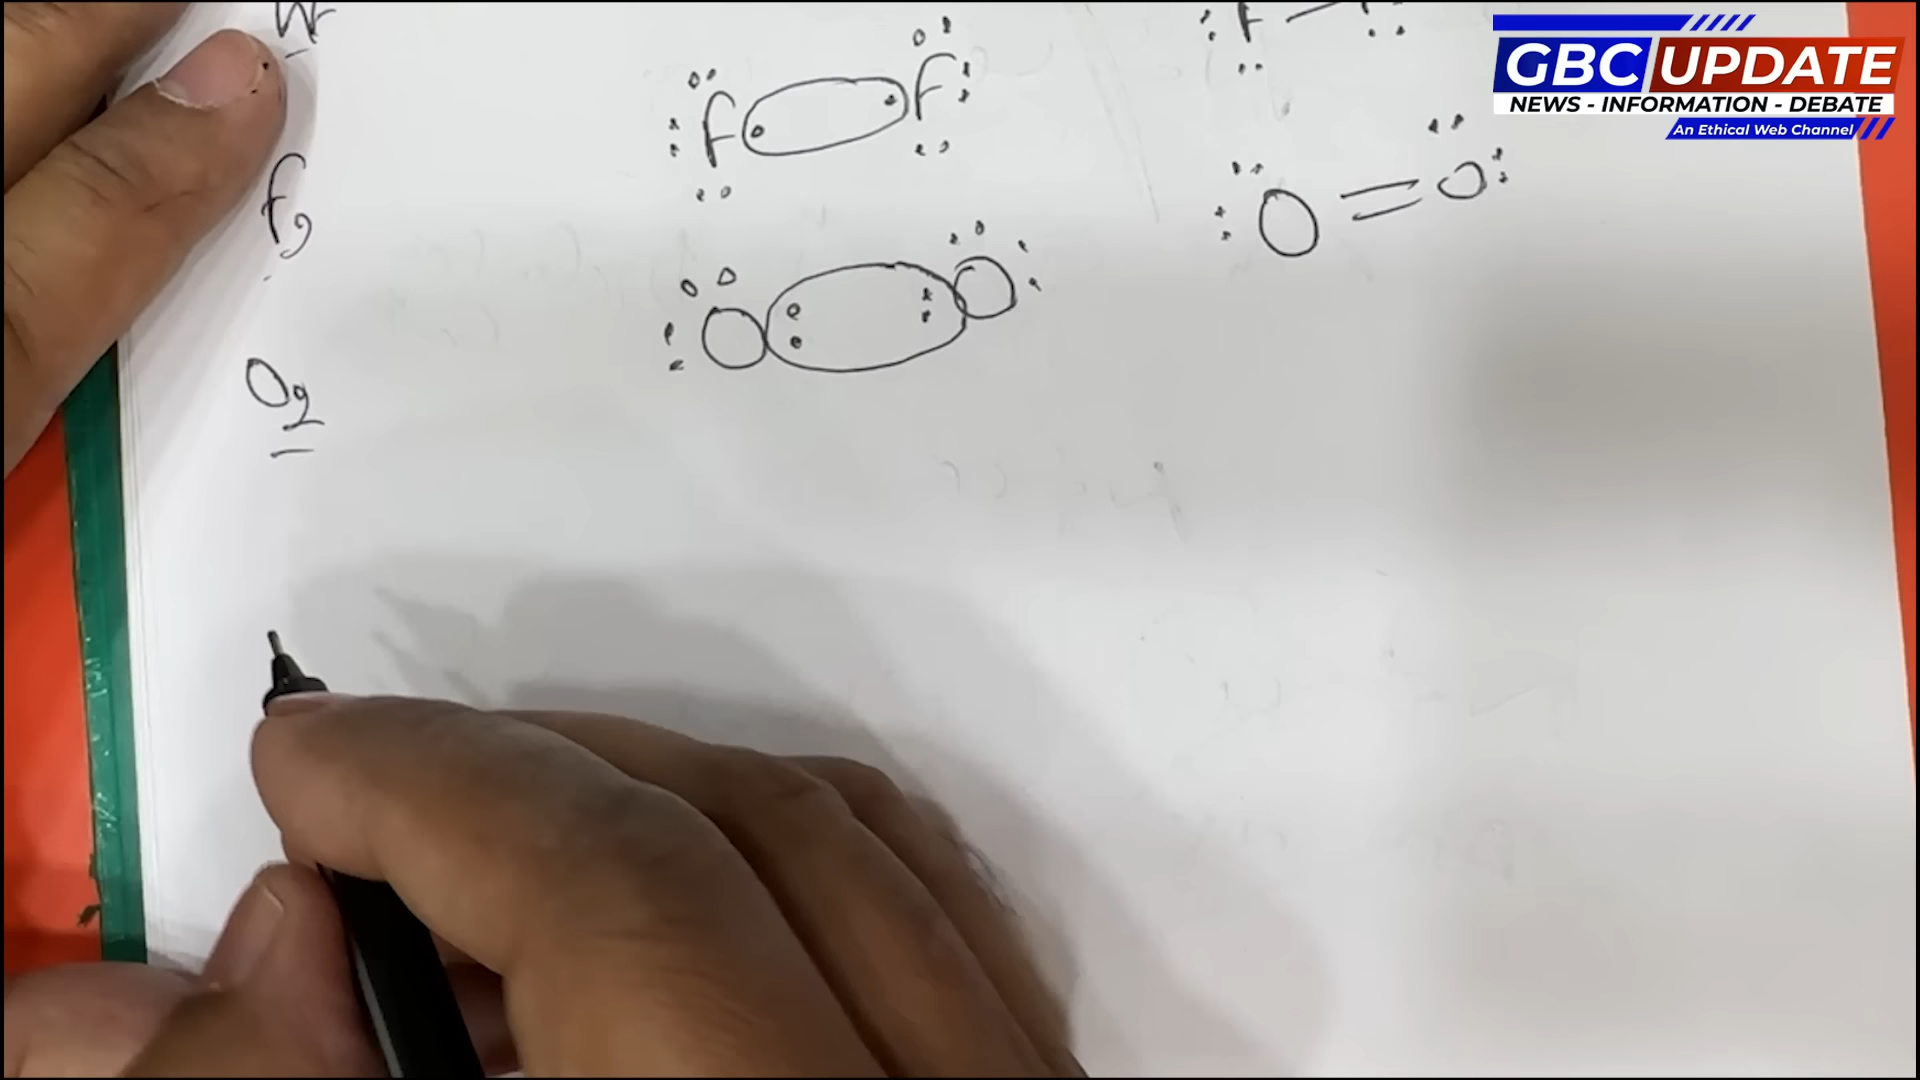 GBC UPDATE
NEWS - INFORMATION - DEBATE
An Ethical Web Channel
F F
F2
O = O
O O
O2